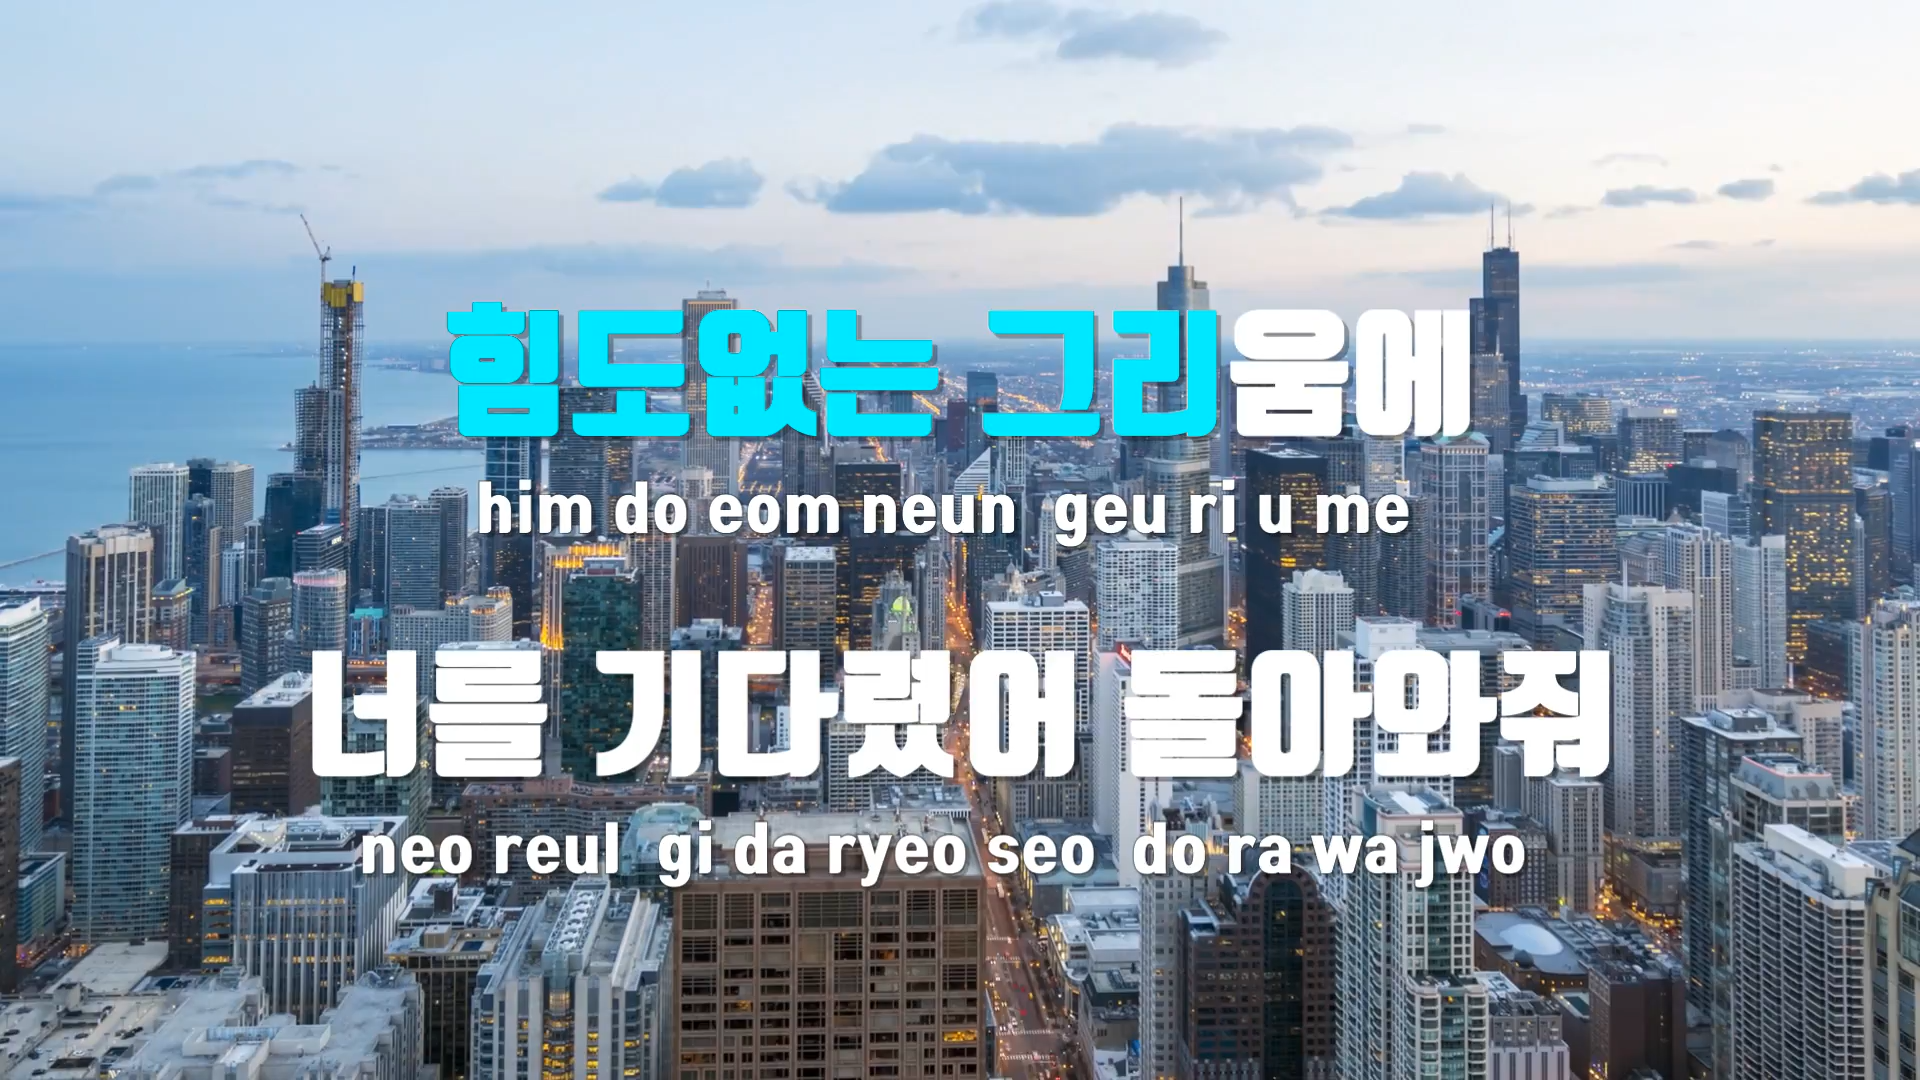 힘도없는 그리움에
him do eom neun geu ri u me
너를 기다렸어 돌아와줘
neo reul gi da ryeo seo do ra wa jwo